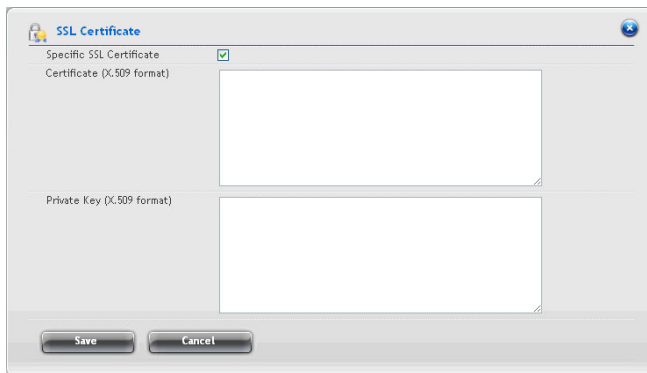 SSL Certificate
Specific SSL Certificate
Certificate (X.509 format)
Private Key (X.509 format)
Save Cancel